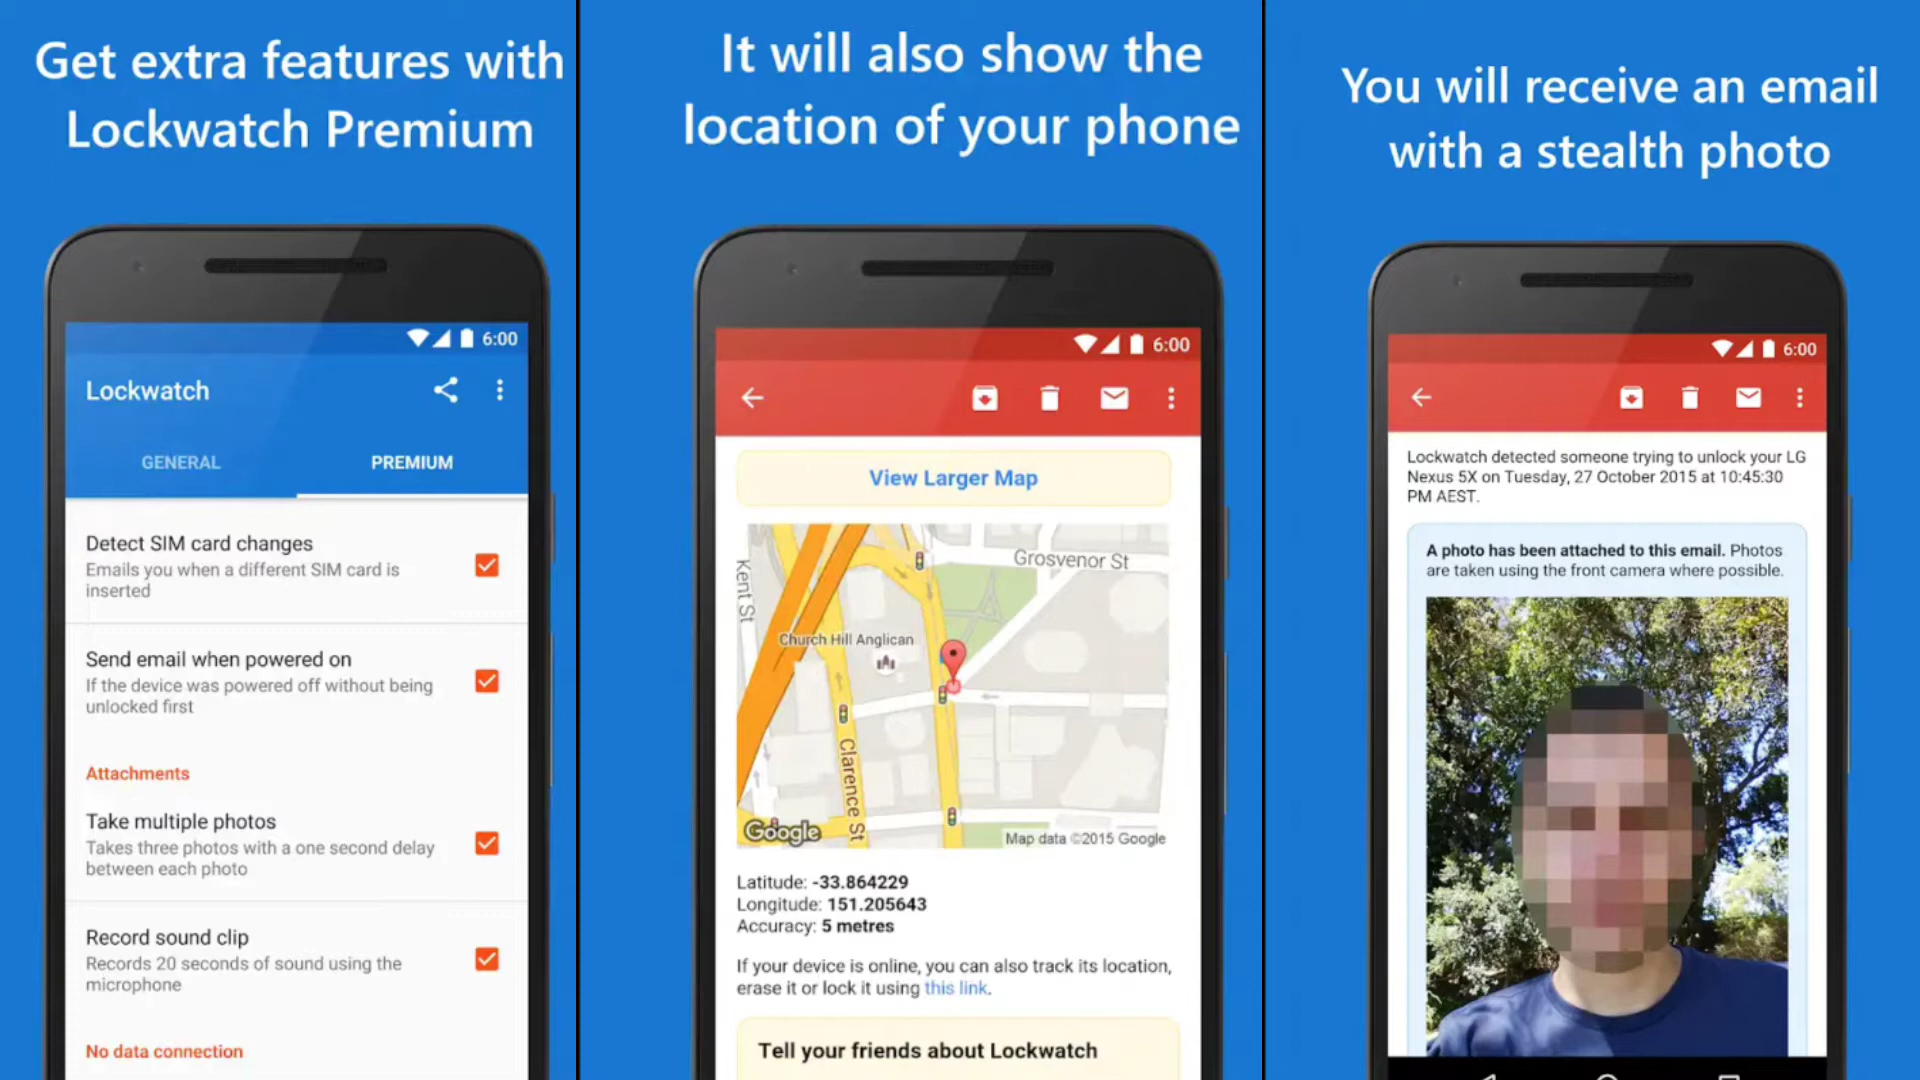 Get extra features with
Lockwatch Premium
6:00
Lockwatch
GENERAL
PREMIUM
Detect SIM card changes
Emails you when a different SIM card is
inserted
Send email when powered on
If the device was powered off without being
unlocked first
Attachments
Take multiple photos
Takes three photos with a one second delay
between each photo
Record sound clip
Records 20 seconds of sound using the
microphone
No data connection
It will also show the
location of your phone
6:00
View Larger Map
Grosvenor St
Kent St
Church Hill Anglican
Clarence St
Google
Map data ©2015 Google
Latitude: -33.864229
Longitude: 151.205643
Accuracy: 5 metres
If your device is online, you can also track its location,
erase it or lock it using this link.
Tell your friends about Lockwatch
You will receive an email
with a stealth photo
6:00
Lockwatch detected someone trying to unlock your LG
Nexus 5X on Tuesday, 27 October 2015 at 10:45:30
PM AEST.
A photo has been attached to this email. Photos
are taken using the front camera where possible.